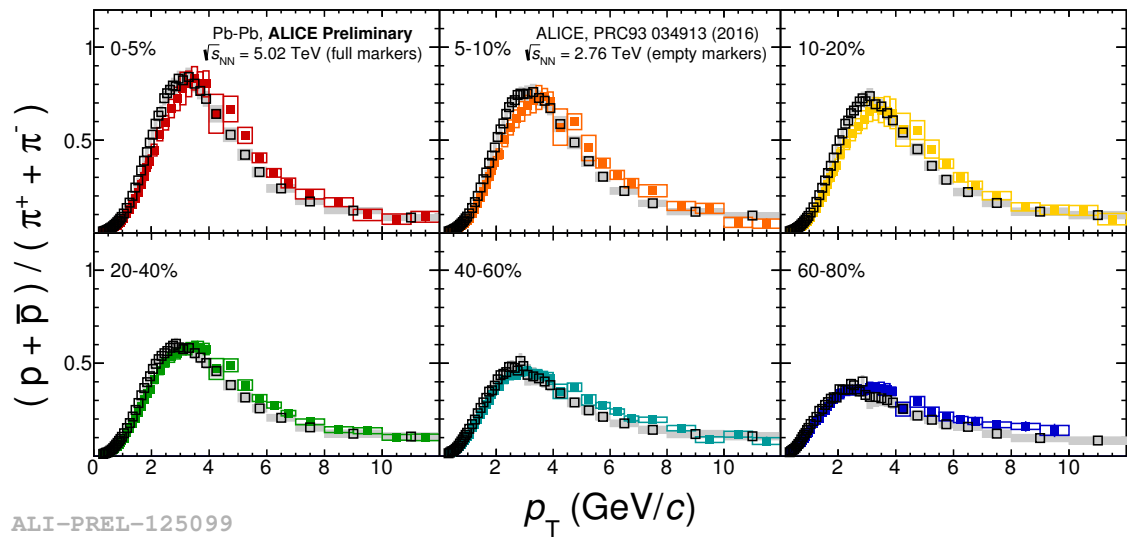 0-5%
Pb-Pb, ALICE Preliminary
√sNN = 5.02 TeV (full markers)
5-10%
ALICE, PRC93 034913 (2016)
√sNN = 2.76 TeV (empty markers)
10-20%
1
0.5
(p + p̅) / (π+ + π-)
20-40%
40-60%
60-80%
1
0.5
0 2 4 6 8 10
2 4 6 8 10
2 4 6 8 10
pT (GeV/c)
ALI-PREL-125099